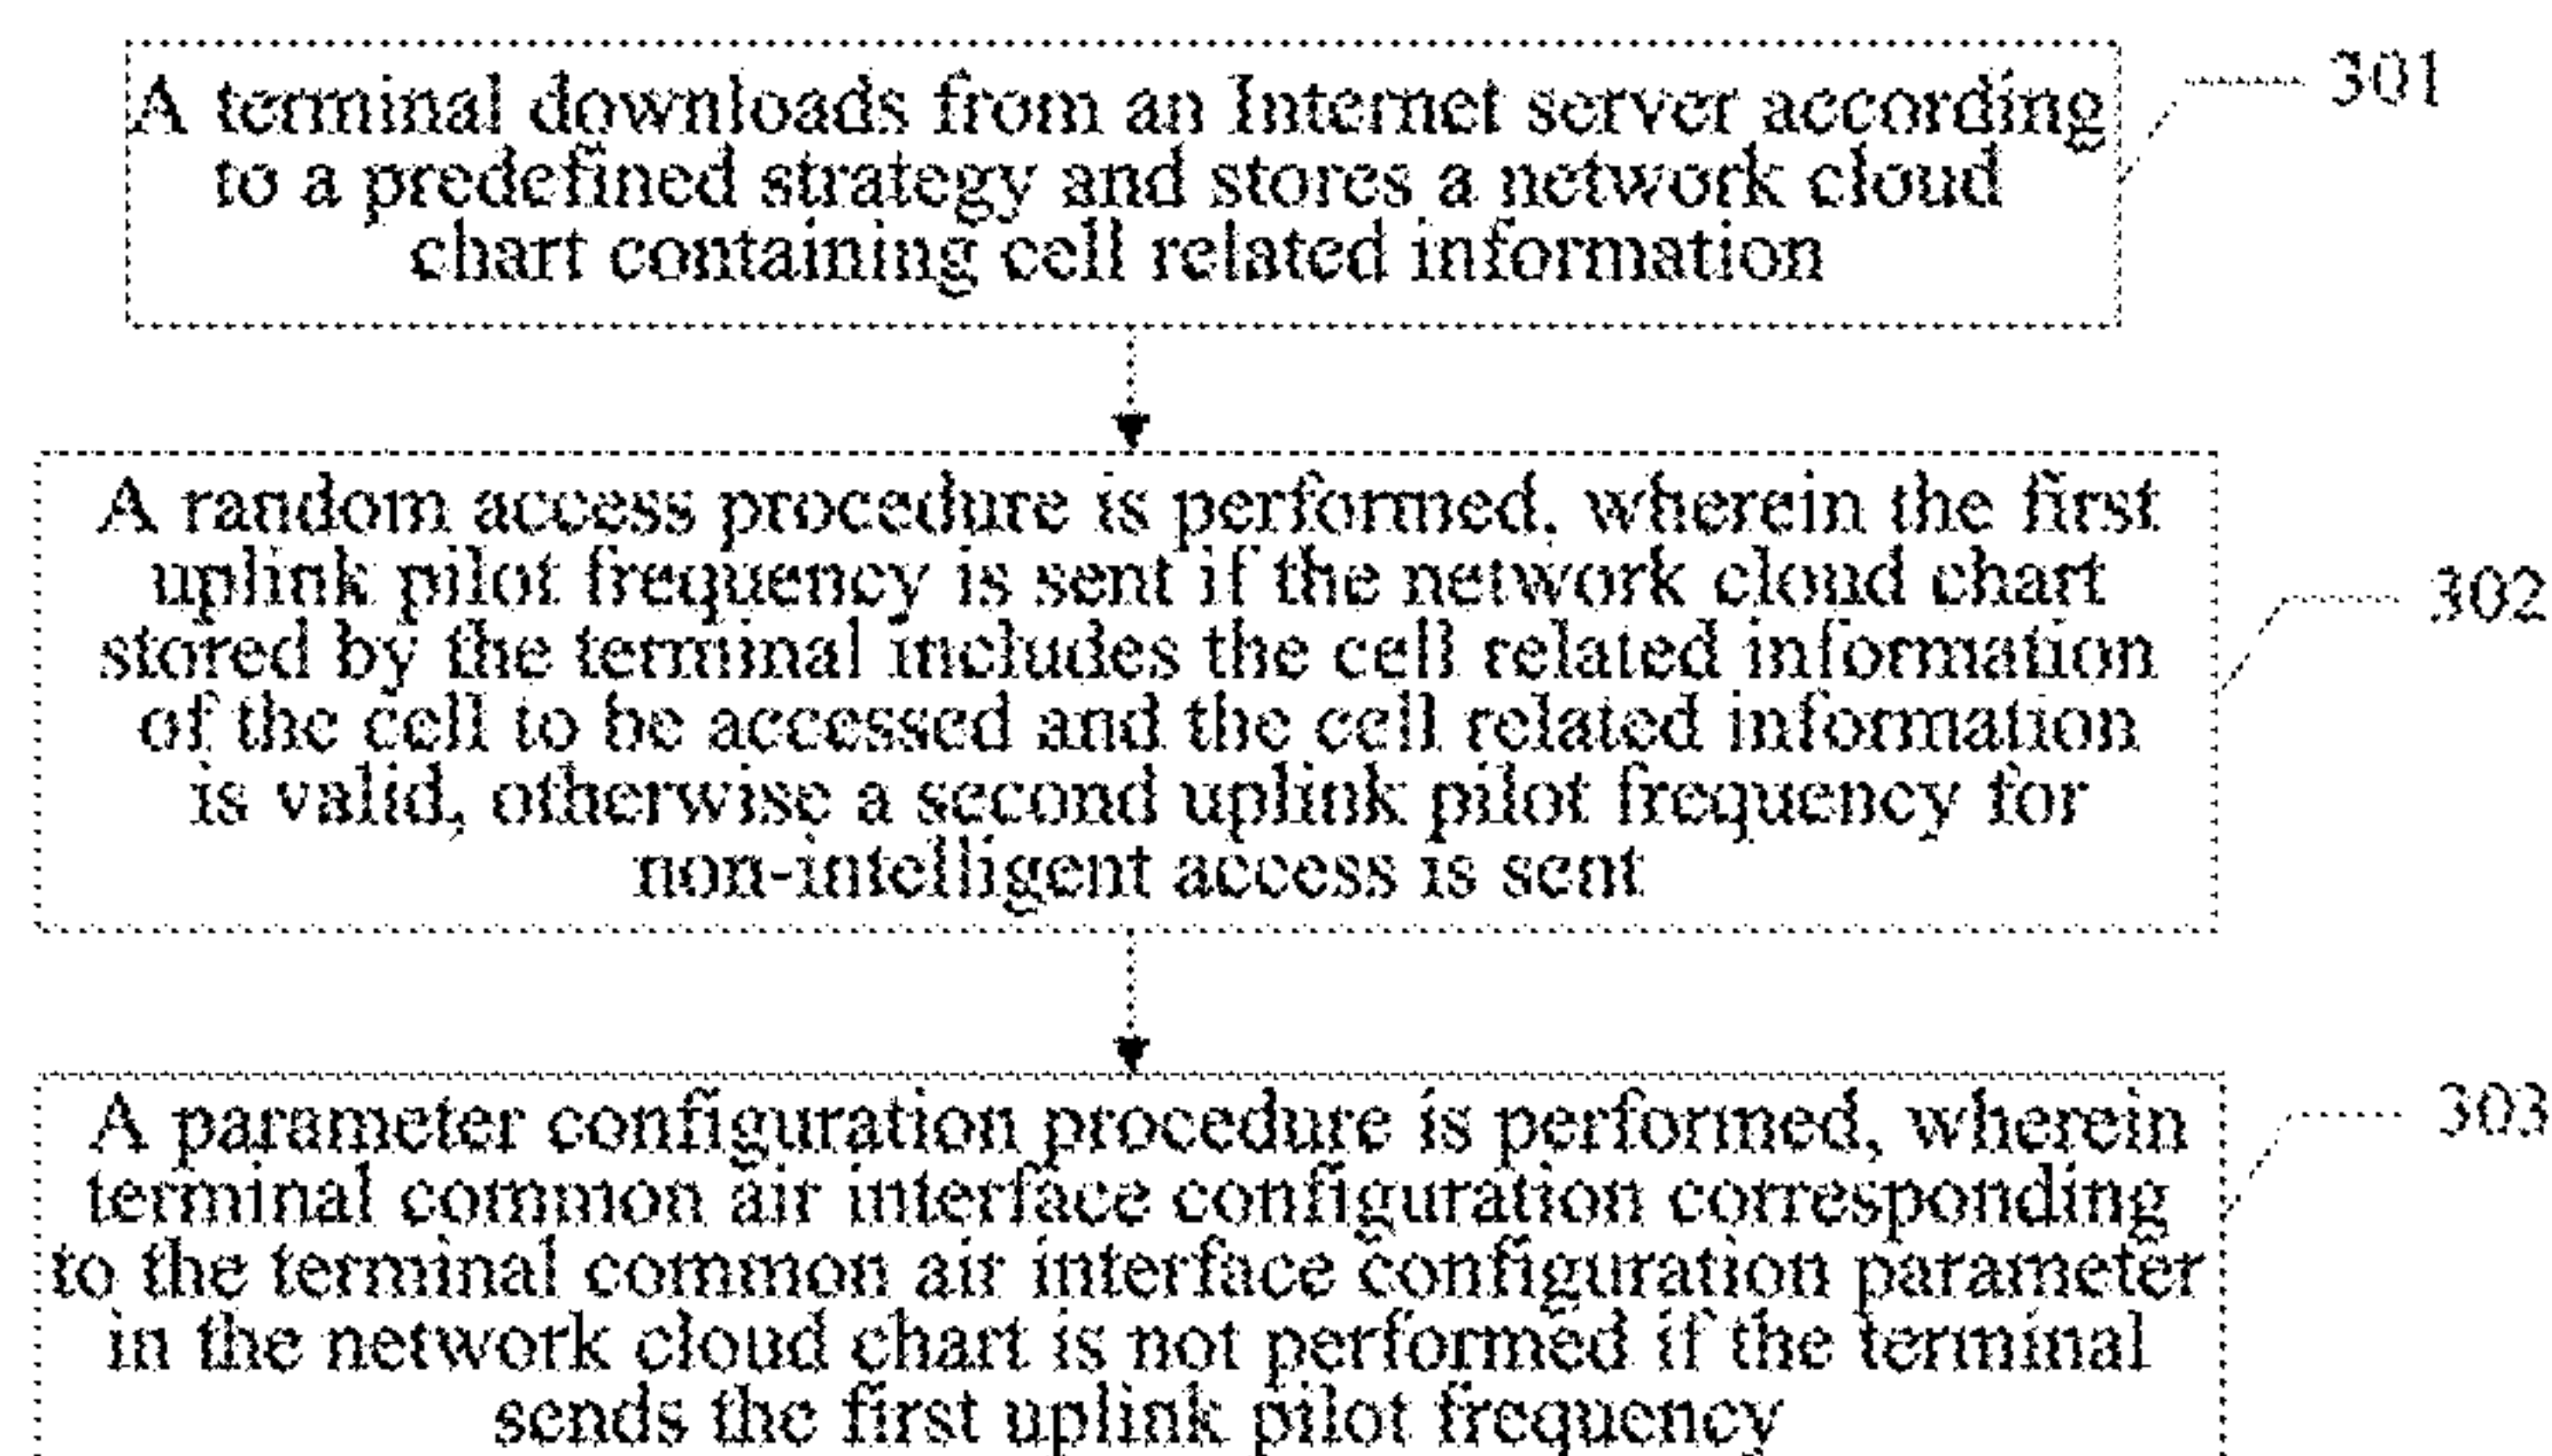 A terminal downloads from an Internet server according
to a predefined strategy and stores a network cloud
chart containing cell related information
301
A random access procedure is performed, wherein the first
uplink pilot frequency is sent if the network cloud chart
stored by the terminal includes the cell related information
of the cell to be accessed and the cell related information
is valid, otherwise a second uplink pilot frequency for
non-intelligent access is sent
302
A parameter configuration procedure is performed, wherein
terminal common air interface configuration corresponding
to the terminal common air interface configuration parameter
in the network cloud chart is not performed if the terminal
sends the first uplink pilot frequency
303